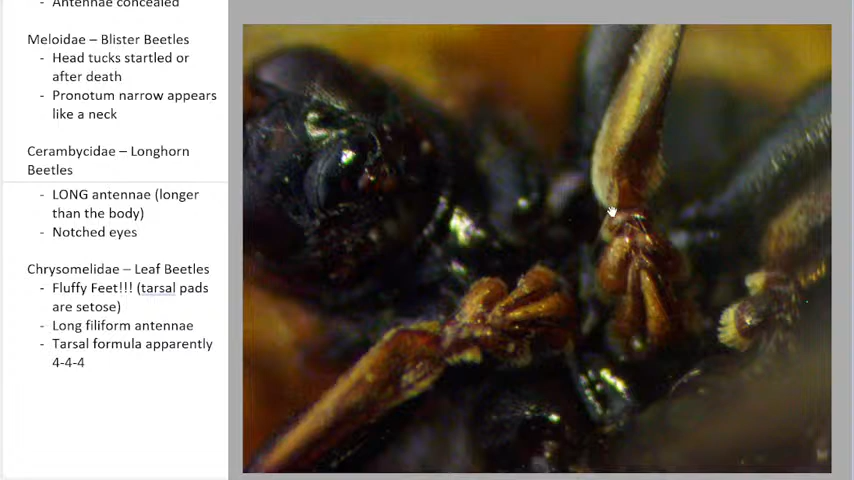 - Antennae concealed
Meloidae – Blister Beetles
- Head tucks startled or
after death
- Pronotum narrow appears
like a neck
Cerambycidae – Longhorn
Beetles
- LONG antennae (longer
than the body)
- Notched eyes
Chrysomelidae – Leaf Beetles
- Fluffy Feet!!! (tarsal pads
are setose)
- Long filiform antennae
- Tarsal formula apparently
4-4-4